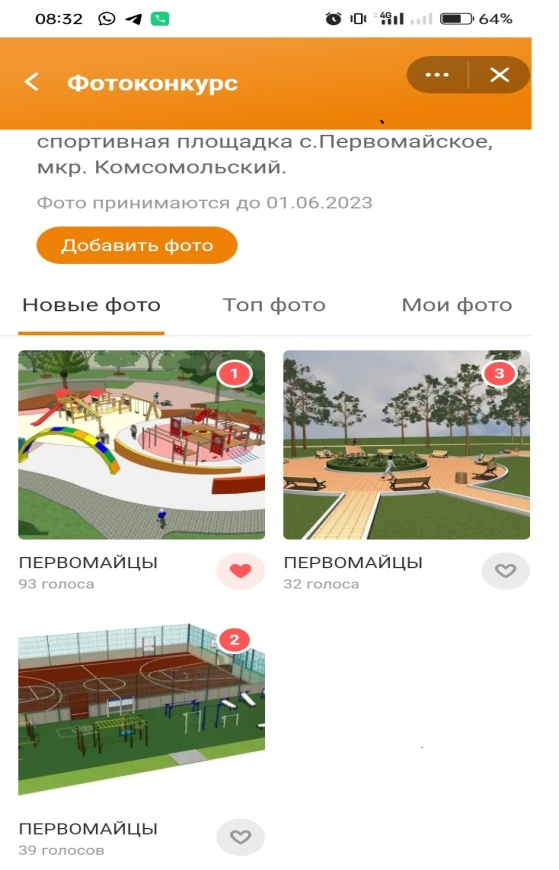 08:32
4G
64%
Фотоконкурс
спортивная площадка с.Первомайское,
мкр. Комсомольский.
Фото принимаются до 01.06.2023
Добавить фото
Новые фото
Топ фото
Мои фото
1
3
ПЕРВОМАЙЦЫ
93 голоса
ПЕРВОМАЙЦЫ
32 голоса
2
ПЕРВОМАЙЦЫ
39 голосов